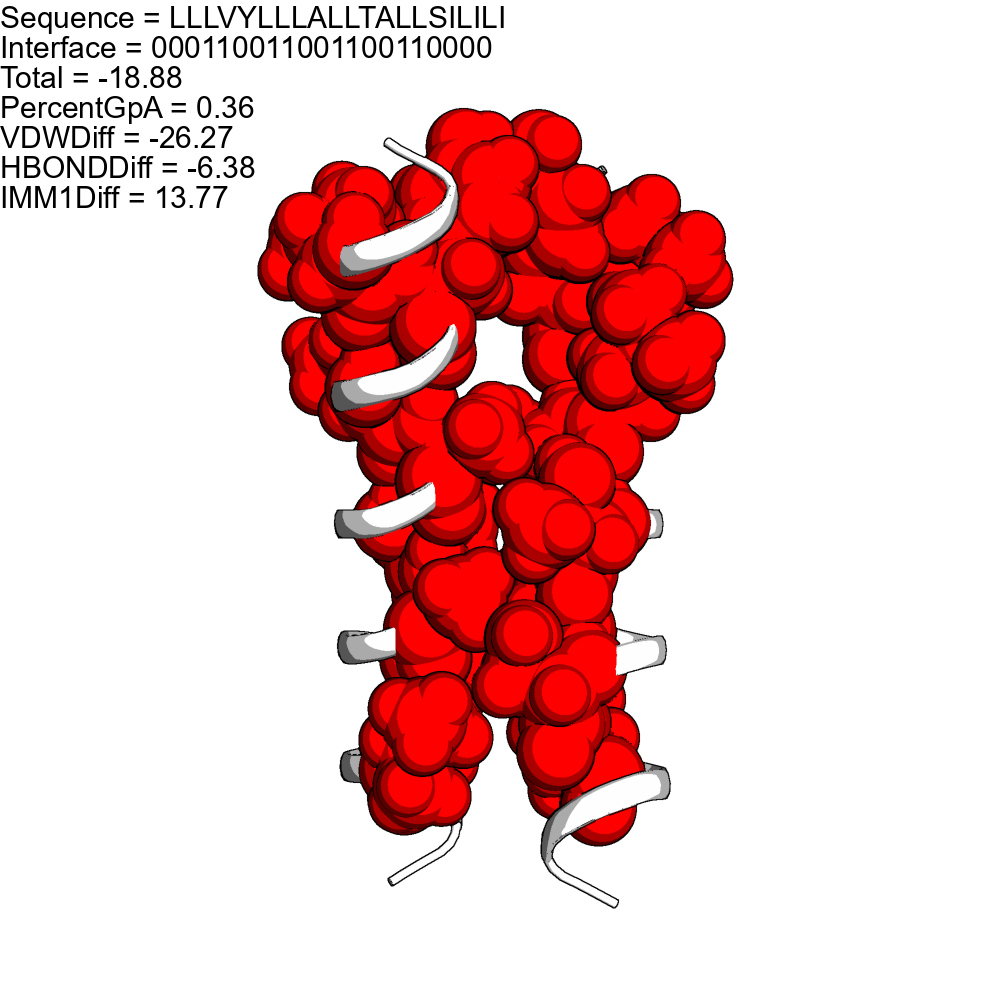 Sequence = LLLVYLLLALLTALLSILILI
Interface = 000110011001100110000
Total = -18.88
PercentGpA = 0.36
VDWDiff = -26.27
HBONDDiff = -6.38
IMM1Diff = 13.77